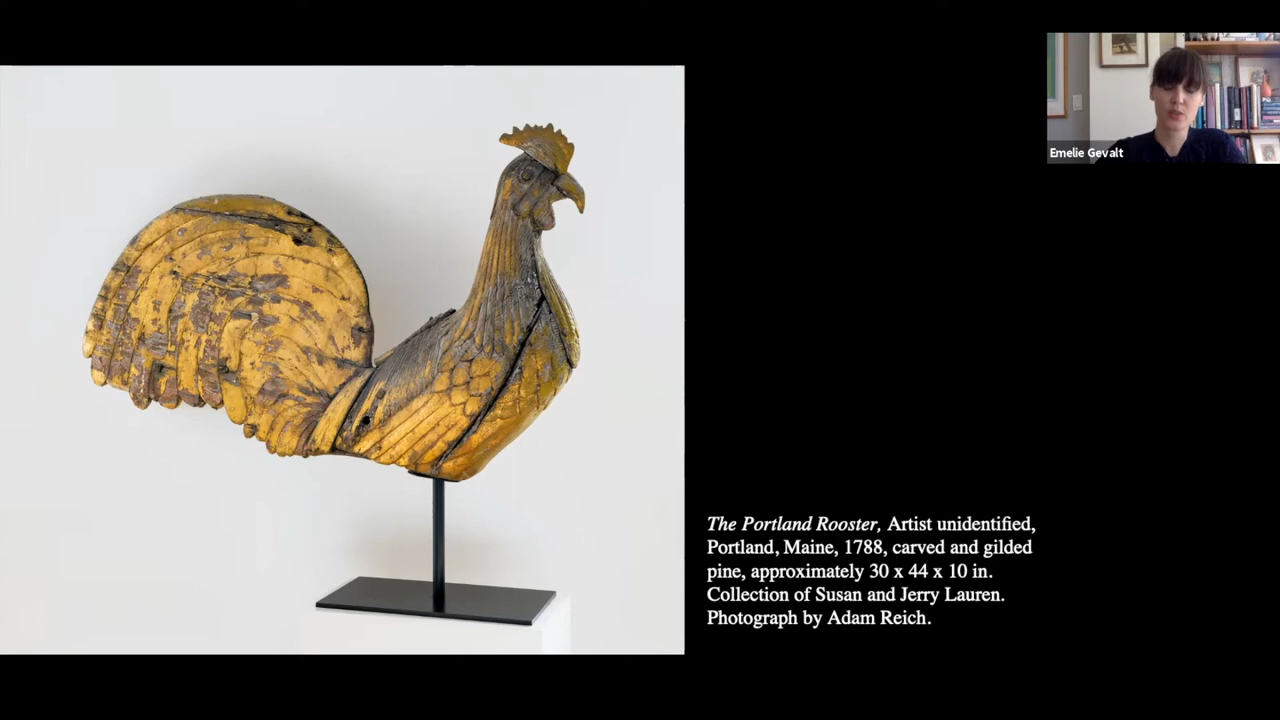 Emelie Gevalt
The Portland Rooster, Artist unidentified,
Portland, Maine, 1788, carved and gilded
pine, approximately 30 x 44 x 10 in.
Collection of Susan and Jerry Lauren.
Photograph by Adam Reich.